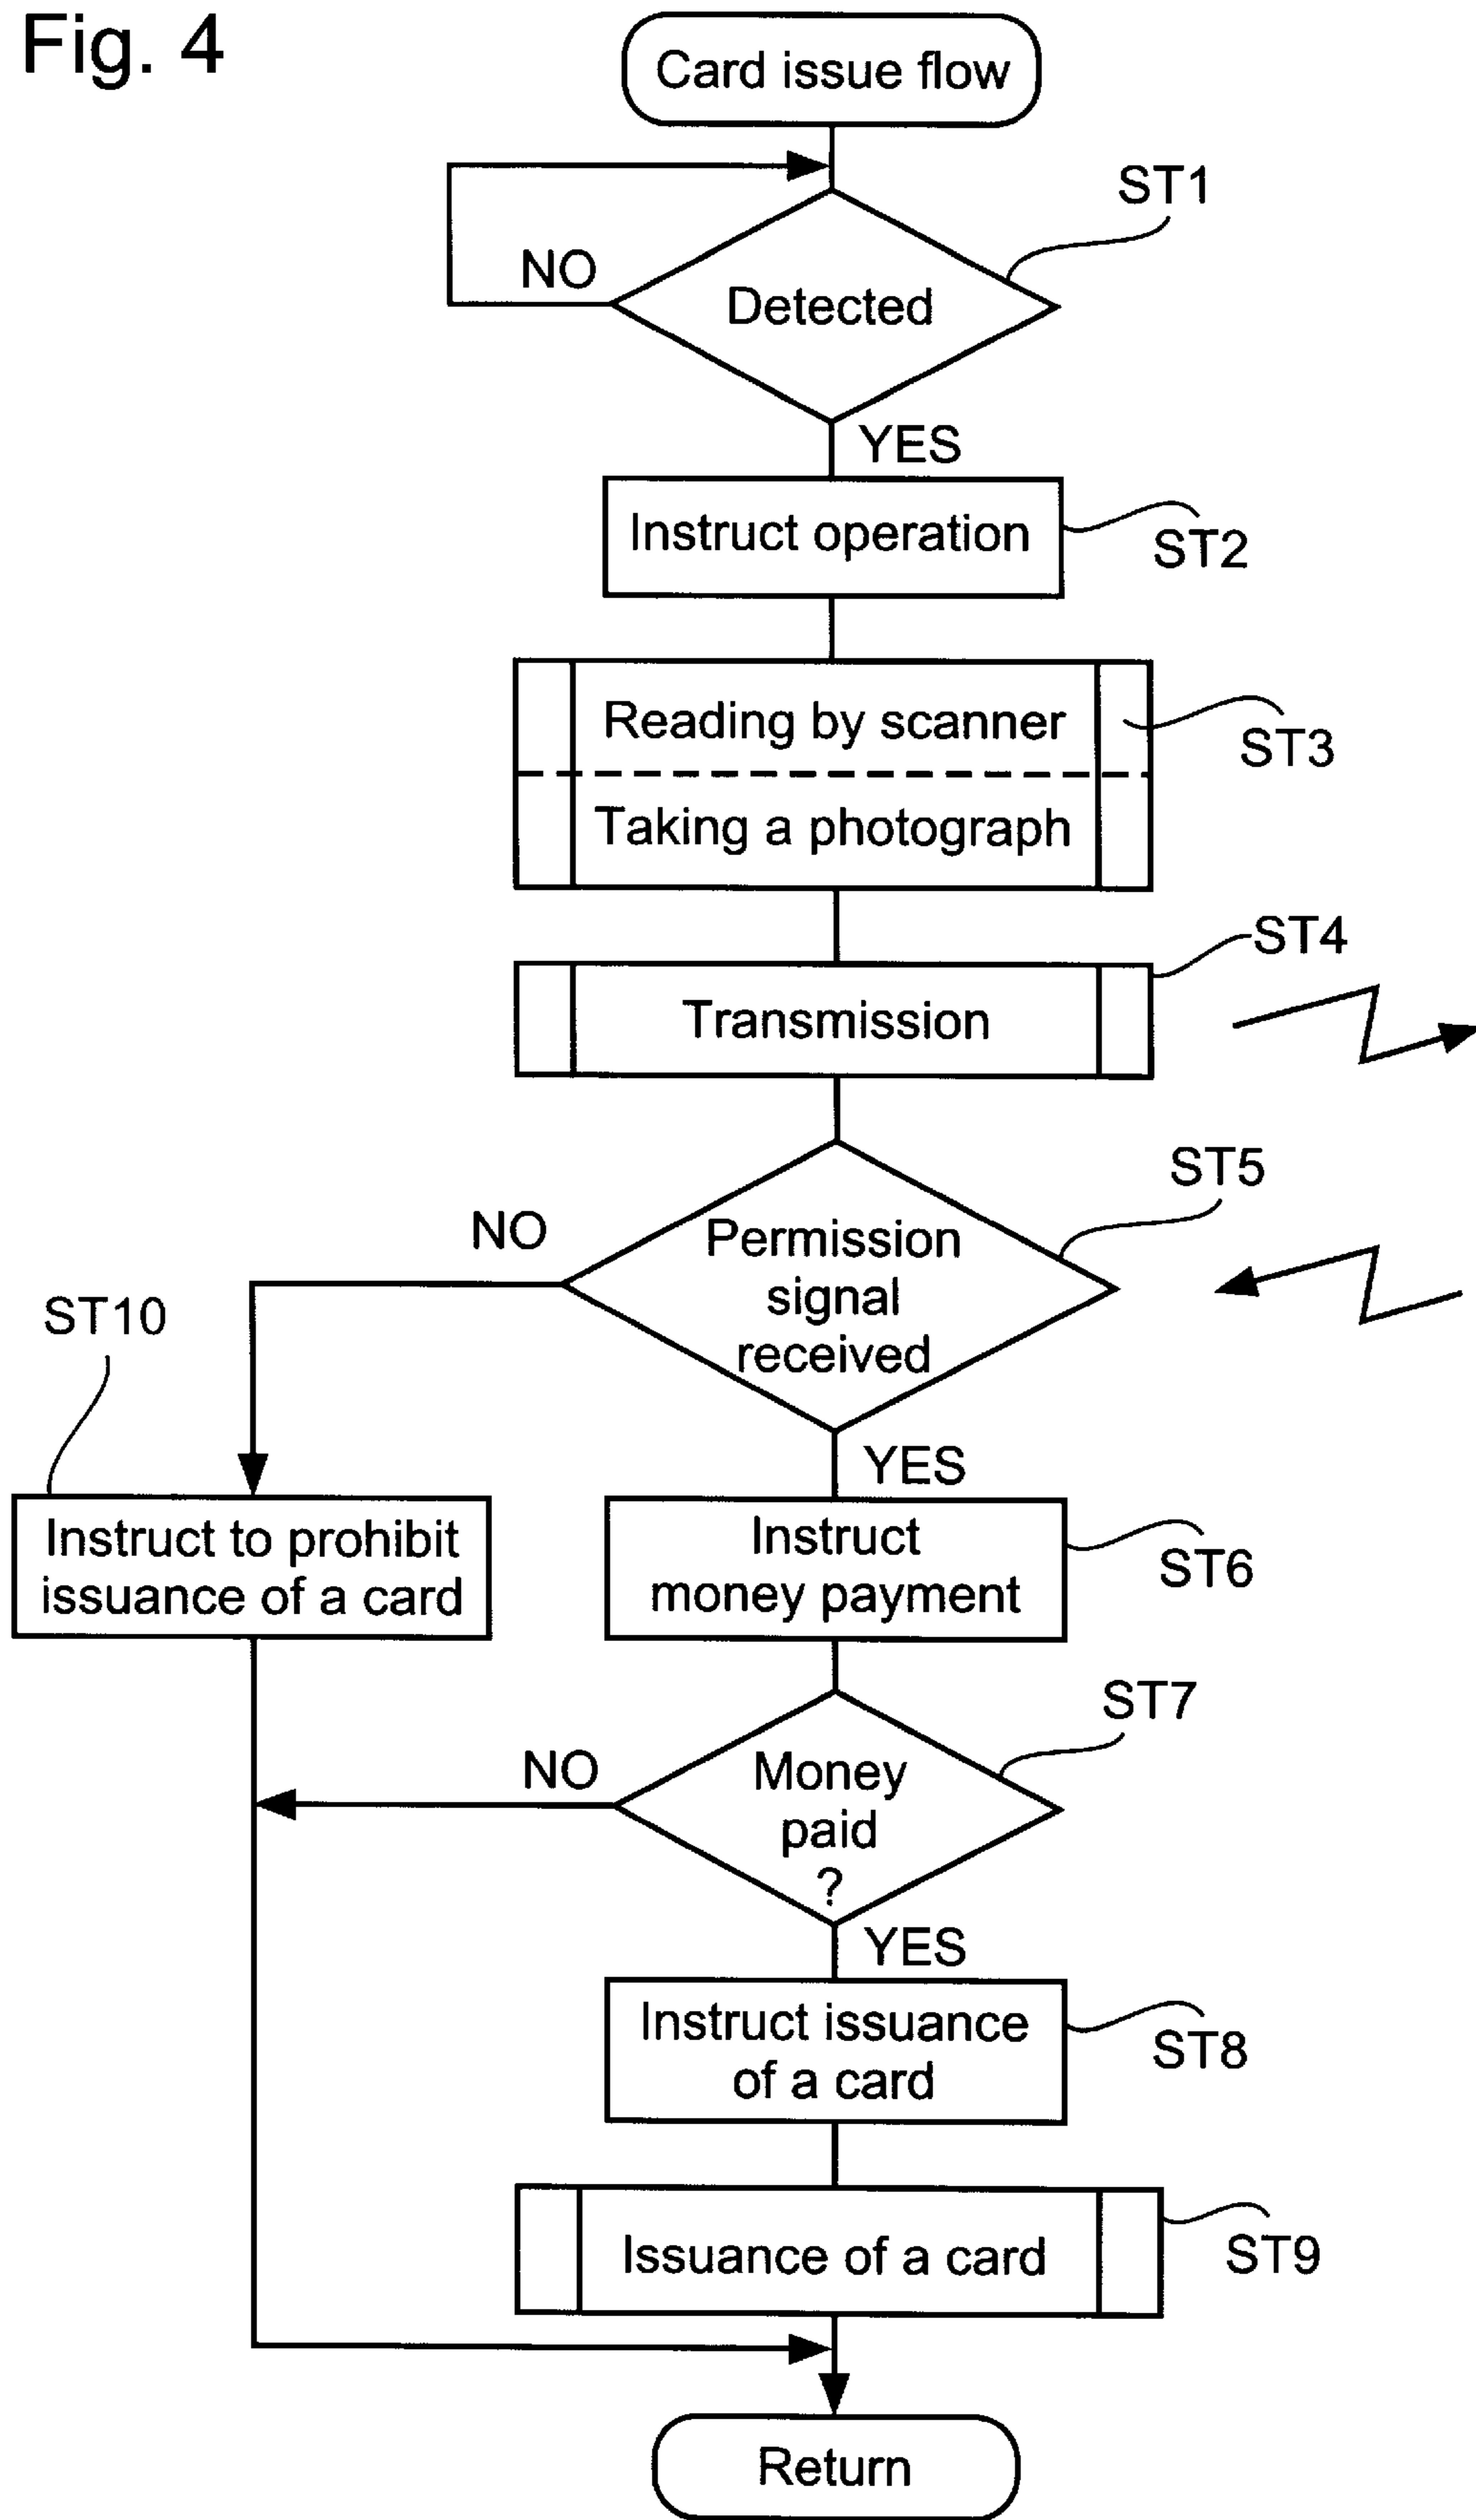 Fig. 4
Card issue flow
ST1
NO
Detected
YES
Instruct operation
ST2
Reading by scanner
ST3
Taking a photograph
ST4
Transmission
ST5
NO
Permission
signal
received
ST10
YES
Instruct to prohibit
issuance of a card
Instruct
money payment
ST6
ST7
NO
Money
paid
?
YES
Instruct issuance
of a card
ST8
Issuance of a card
ST9
Return